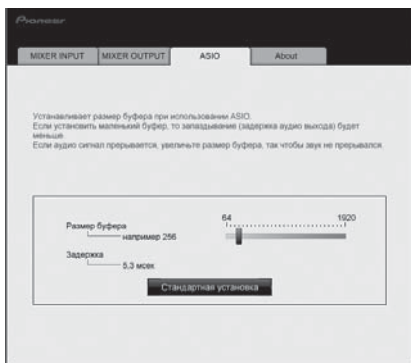 Pioneer
MIXER INPUT MIXER OUTPUT ASIO About
Устанавливает размер буфера при использовании ASIO.
Если установить маленький буфер, то запаздывание (задержка аудио выхода) будет
меньше.
Если аудио сигнал прерывается, увеличьте размер буфера, так чтобы звук не прерывался.
64 1920
Размер буфера
например 256
Задержка
5,3 мсек
Стандартная установка